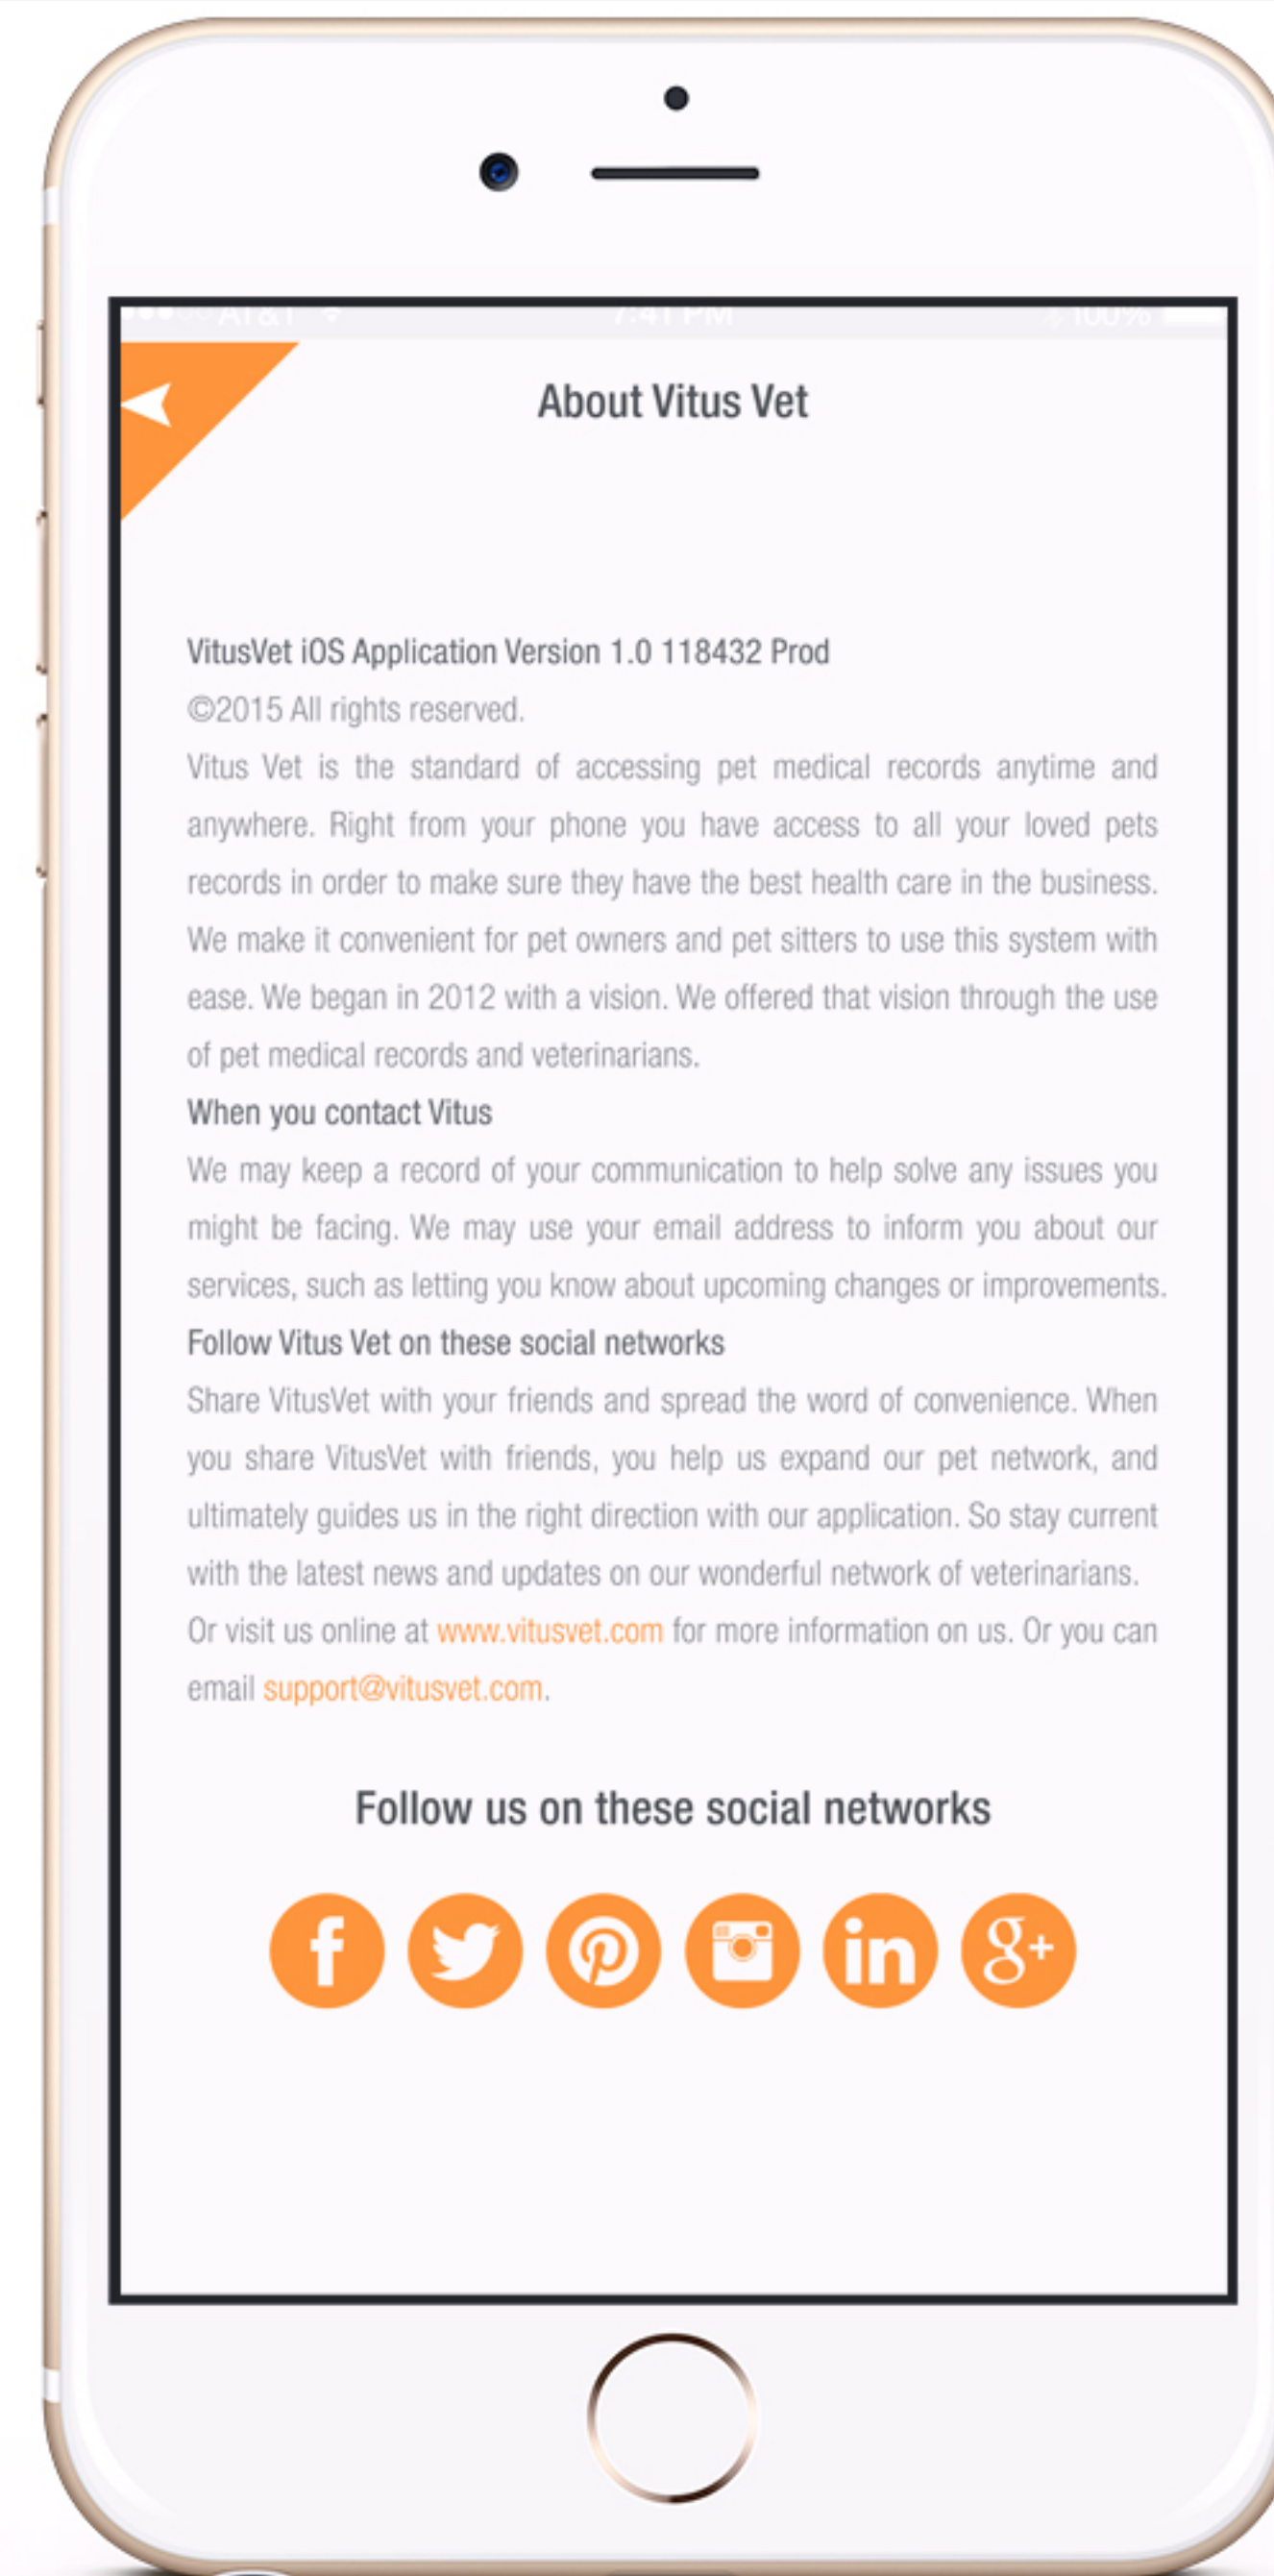 AT&T 7:41 PM 100%
About Vitus Vet
VitusVet iOS Application Version 1.0 118432 Prod
©2015 All rights reserved.
Vitus Vet is the standard of accessing pet medical records anytime and
anywhere. Right from your phone you have access to all your loved pets
records in order to make sure they have the best health care in the business.
We make it convenient for pet owners and pet sitters to use this system with
ease. We began in 2012 with a vision. We offered that vision through the use
of pet medical records and veterinarians.
When you contact Vitus
We may keep a record of your communication to help solve any issues you
might be facing. We may use your email address to inform you about our
services, such as letting you know about upcoming changes or improvements.
Follow Vitus Vet on these social networks
Share VitusVet with your friends and spread the word of convenience. When
you share VitusVet with friends, you help us expand our pet network, and
ultimately guides us in the right direction with our application. So stay current
with the latest news and updates on our wonderful network of veterinarians.
Or visit us online at www.vitusvet.com for more information on us. Or you can
email support@vitusvet.com.
Follow us on these social networks
f in g+